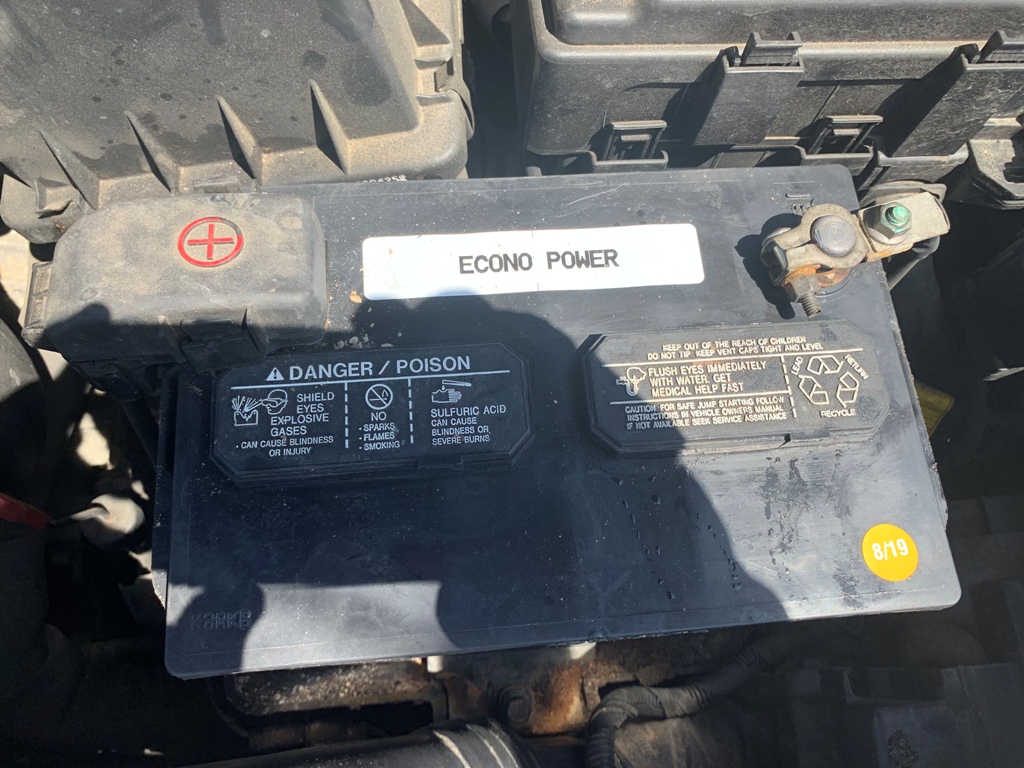 ECONO POWER
DANGER / POISON
SHIELD
EYES
EXPLOSIVE
GASES
• CAN CAUSE BLINDNESS
OR INJURY
NO
• SPARKS
• FLAMES
• SMOKING
SULFURIC ACID
CAN CAUSE
BLINDNESS OR
SEVERE BURNS
KEEP OUT OF THE REACH OF CHILDREN
DO NOT TIP. KEEP VENT CAPS TIGHT AND LEVEL
FLUSH EYES IMMEDIATELY
WITH WATER. GET
MEDICAL HELP FAST
CAUTION: FOR SAFE JUMP STARTING FOLLOW
INSTRUCTIONS IN VEHICLE OWNERS MANUAL
IF NOT AVAILABLE SEEK SERVICE ASSISTANCE
LEAD
RETURN
RECYCLE
8/19